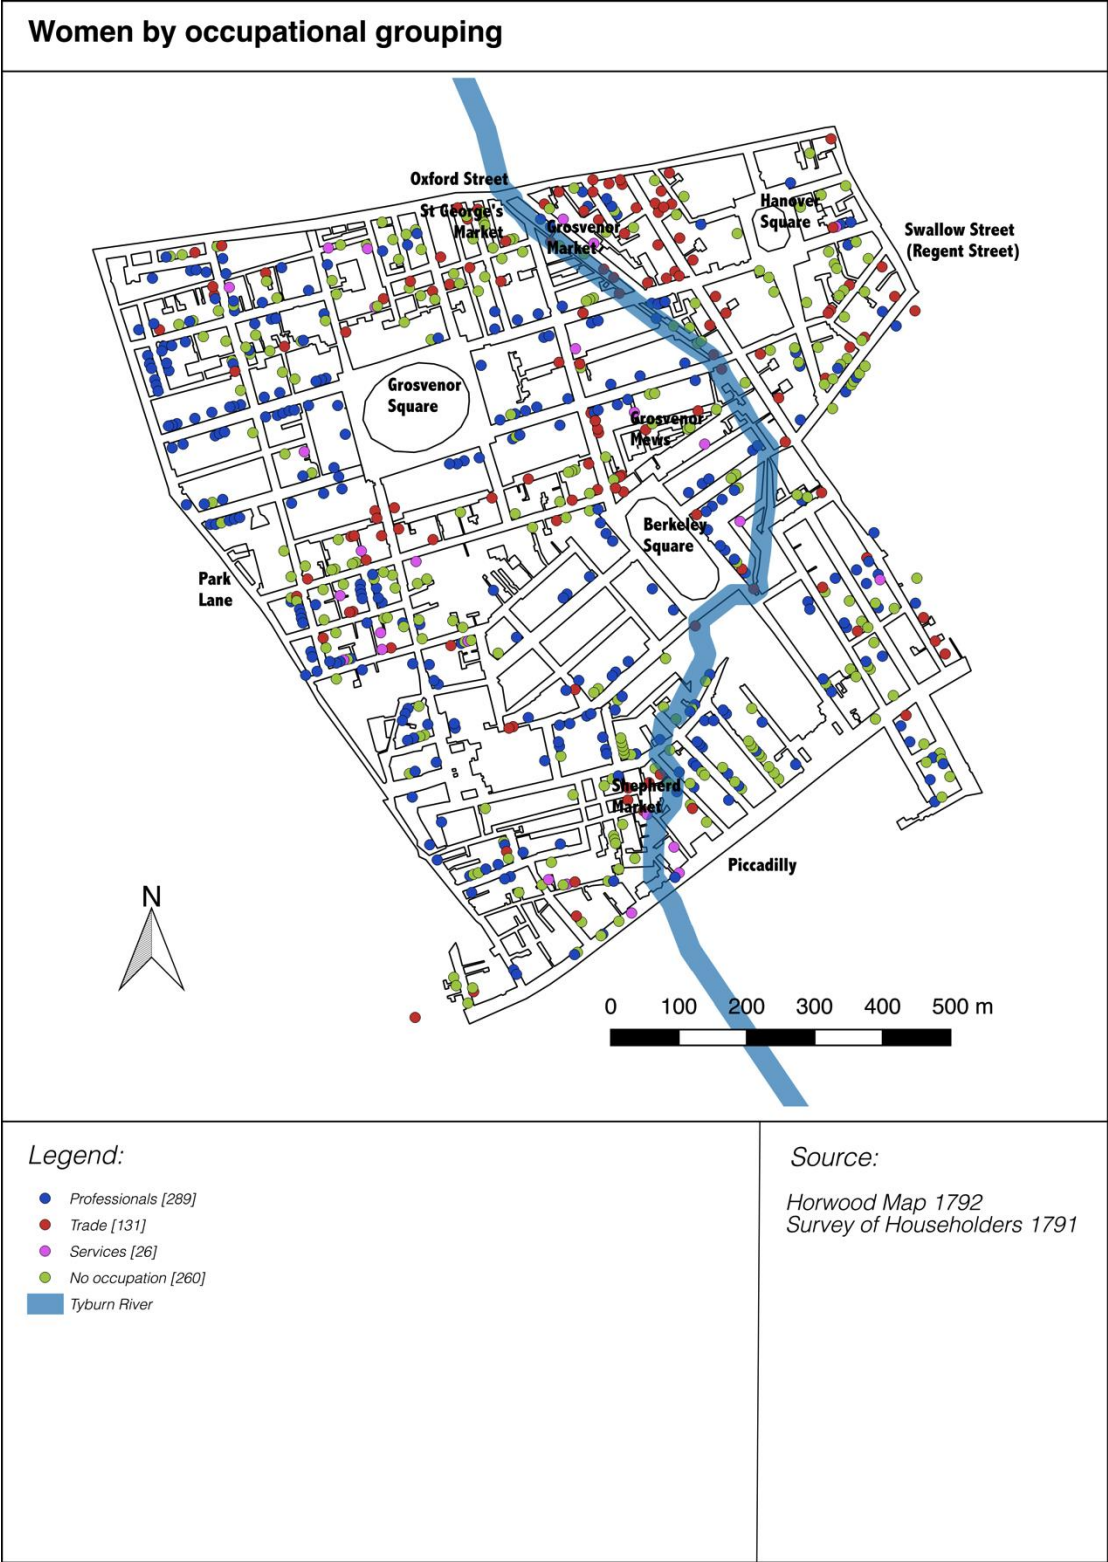 Women by occupational grouping
Oxford Street
St George's
Market
Grosvenor
Market
Hanover
Square
Swallow Street
(Regent Street)
Grosvenor
Square
Grosvenor
Mews
Berkeley
Square
Park
Lane
Shepherd
Market
Piccadilly
N
0 100 200 300 400 500 m
Legend:
Professionals [289]
Trade [131]
Services [26]
No occupation [260]
Tyburn River
Source:
Horwood Map 1792
Survey of Householders 1791